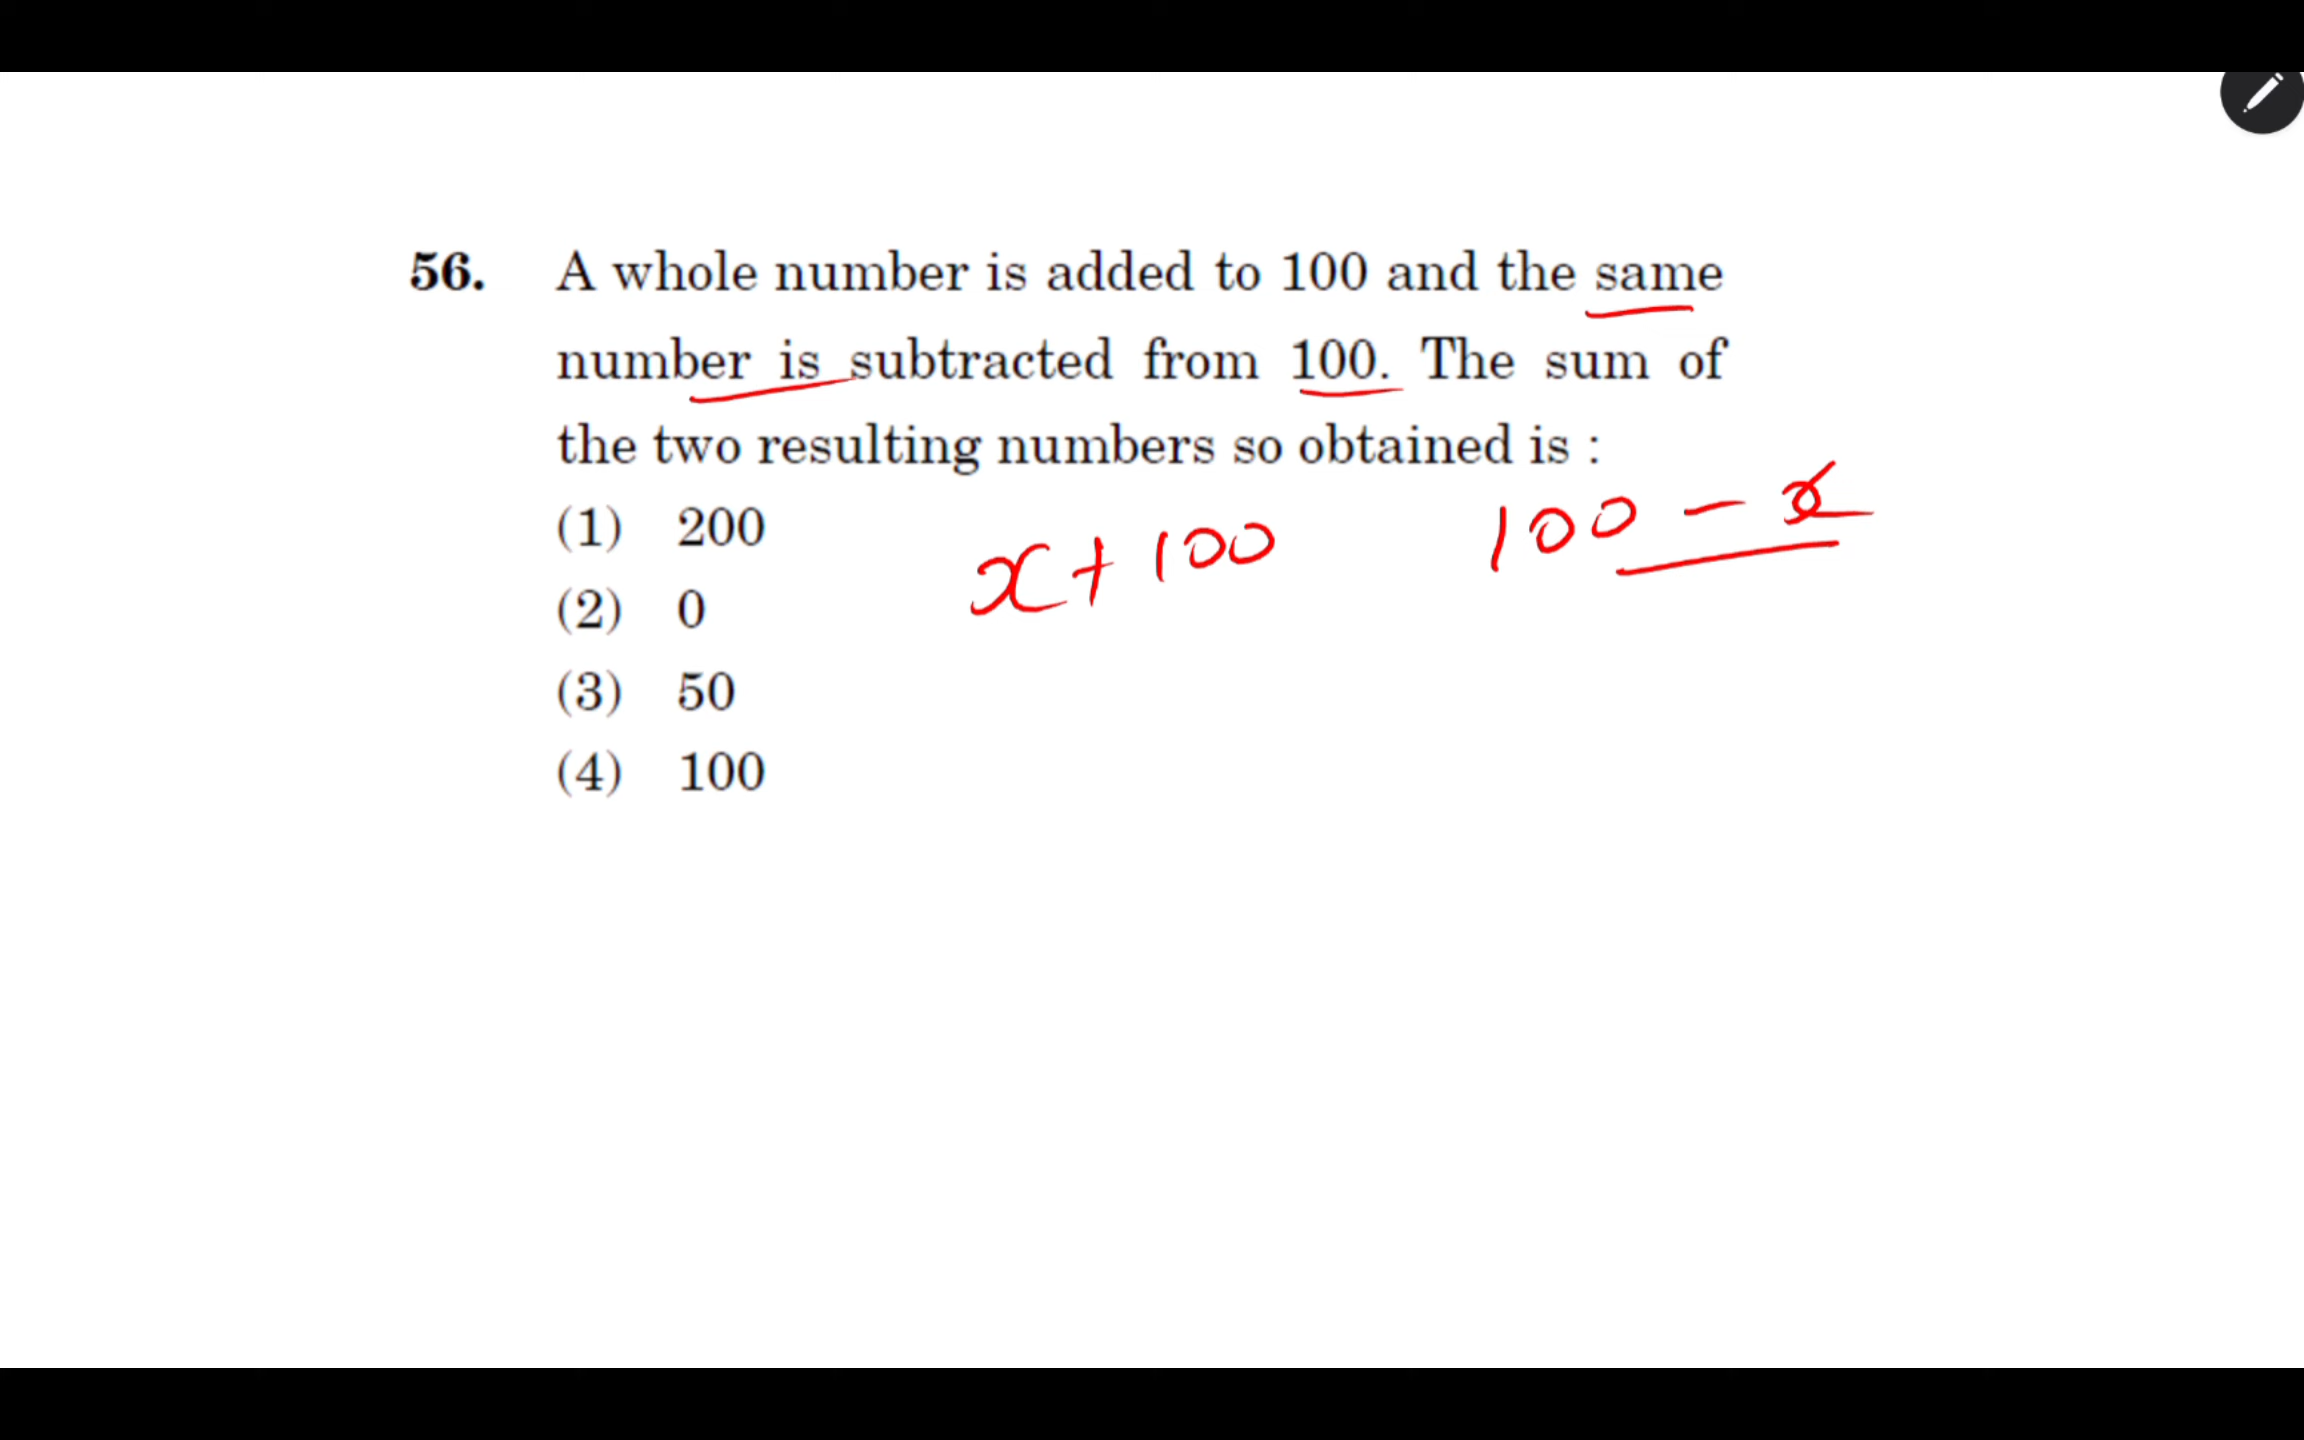 56. A whole number is added to 100 and the same
number is subtracted from 100. The sum of
the two resulting numbers so obtained is :
(1) 200
x + 100
100 - x
(2) 0
(3) 50
(4) 100